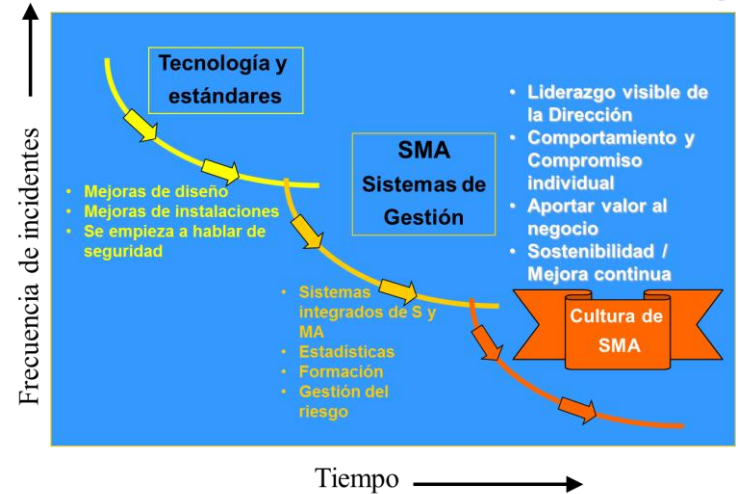 Frecuencia de incidentes
Tecnología y
estándares
• Mejoras de diseño
• Mejoras de instalaciones
• Se empieza a hablar de
seguridad
SMA
Sistemas de
Gestión
• Sistemas
integrados de S y
MA
• Estadísticas
• Formación
• Gestión del
riesgo
• Liderazgo visible de
la Dirección
• Comportamiento y
Compromiso
individual
• Aportar valor al
negocio
• Sostenibilidad /
Mejora continua
Cultura de
SMA
Tiempo